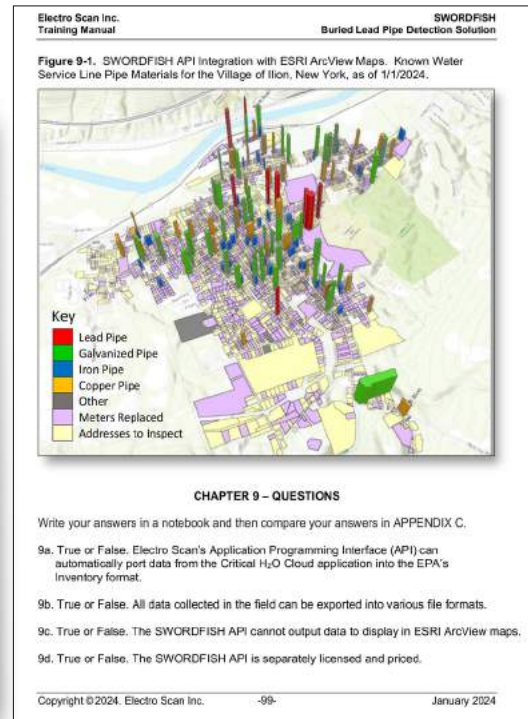 Electro Scan Inc.
SWORDFISH
Training Manual
Buried Lead Pipe Detection Solution
Figure 9-1. SWORDFISH API Integration with ESRI ArcView Maps. Known Water
Service Line Pipe Materials for the Village of Ilion, New York, as of 1/1/2024.
Key
Lead Pipe
Galvanized Pipe
Iron Pipe
Copper Pipe
Other
Meters Replaced
Addresses to Inspect
CHAPTER 9 – QUESTIONS
Write your answers in a notebook and then compare your answers in APPENDIX C.
9a. True or False. Electro Scan's Application Programming Interface (API) can
automatically port data from the Critical H₂O Cloud application into the EPA's
Inventory format.
9b. True or False. All data collected in the field can be exported into various file formats.
9c. True or False. The SWORDFISH API cannot output data to display in ESRI ArcView maps.
9d. True or False. The SWORDFISH API is separately licensed and priced.
Copyright ©2024. Electro Scan Inc.
-99-
January 2024